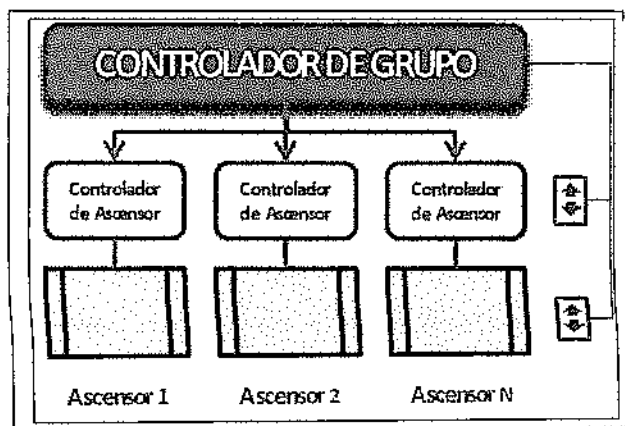 CONTROLADOR DE GRUPO
Controlador
de Ascensor
Controlador
de Ascensor
Controlador
de Ascensor
Ascensor 1
Ascensor 2
Ascensor N